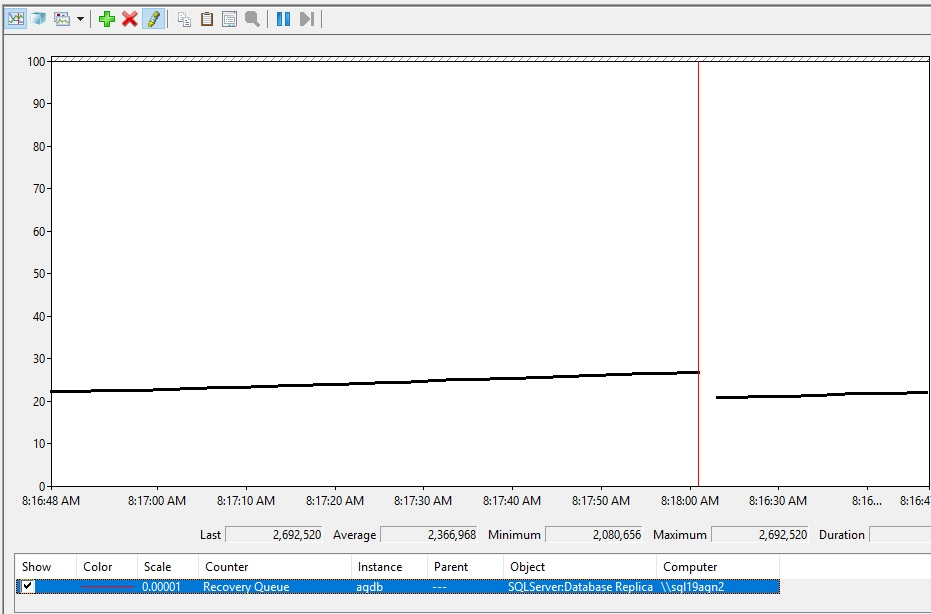 100
90
80
70
60
50
40
30
20
10
0
8:16:48 AM 8:17:00 AM 8:17:10 AM 8:17:20 AM 8:17:30 AM 8:17:40 AM 8:17:50 AM 8:18:00 AM 8:16:30 AM 8:16... 8:16:4
Last 2,692,520 Average 2,366,968 Minimum 2,080,656 Maximum 2,692,520 Duration
Show Color Scale Counter Instance Parent Object Computer
0.00001 Recovery Queue agdb --- SQLServer:Database Replica \\sql19agn2